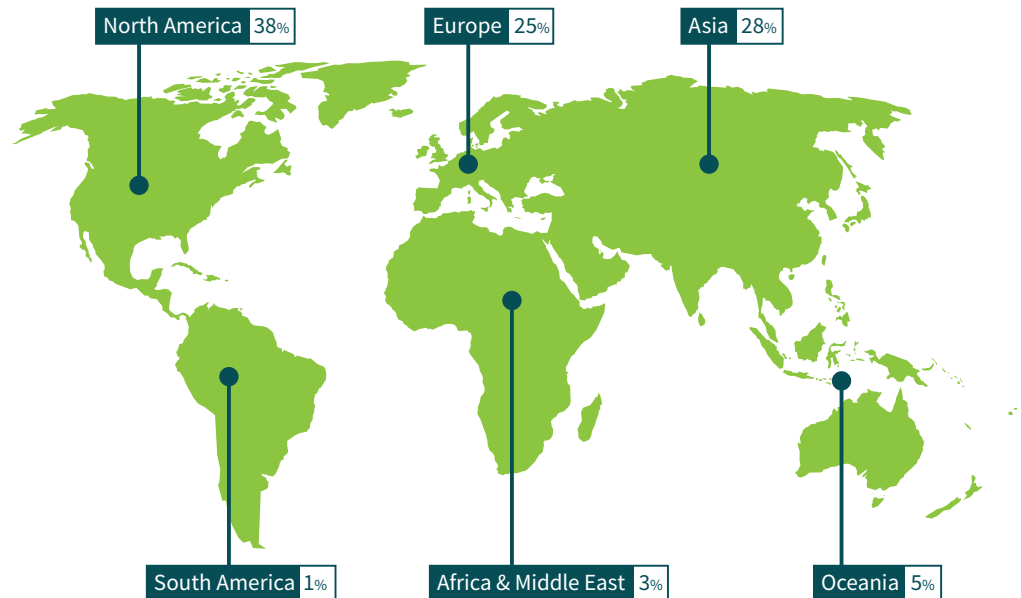 North America 38%
Europe 25%
Asia 28%
South America 1%
Africa & Middle East 3%
Oceania 5%